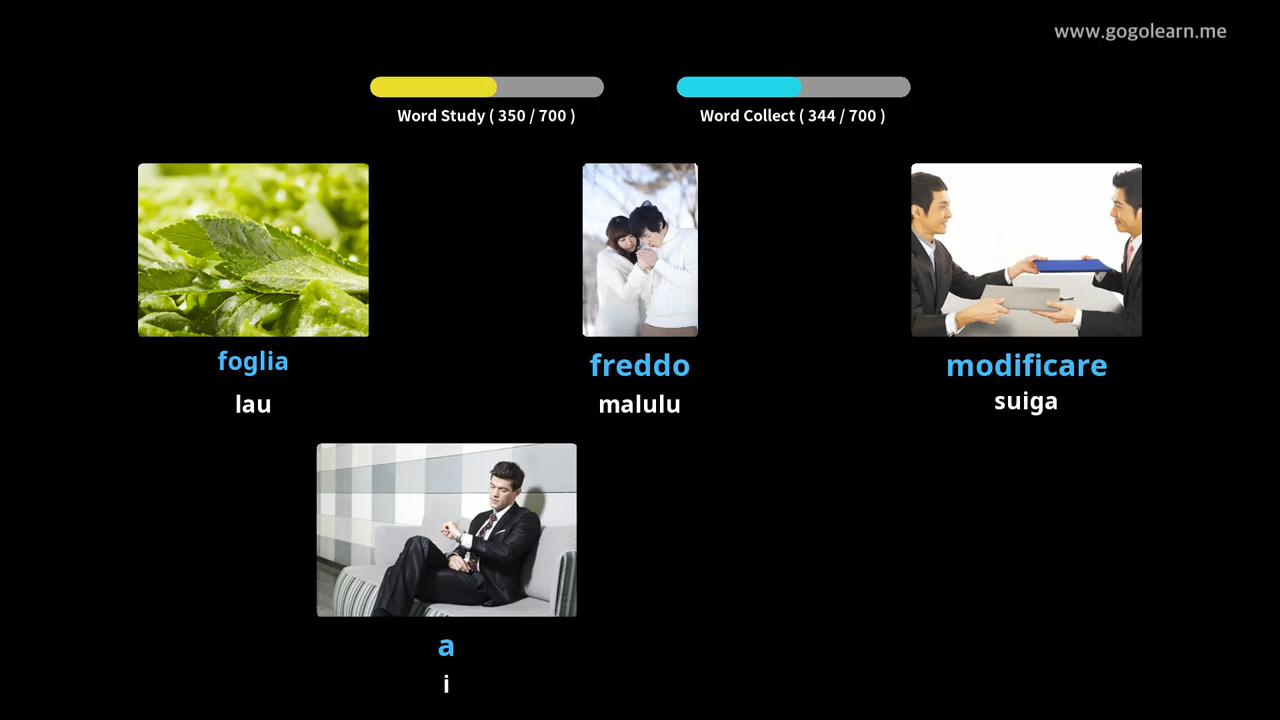 www.gogolearn.me
Word Study ( 350 / 700 )
Word Collect ( 344 / 700 )
foglia
lau
freddo
malulu
modificare
suiga
a
i